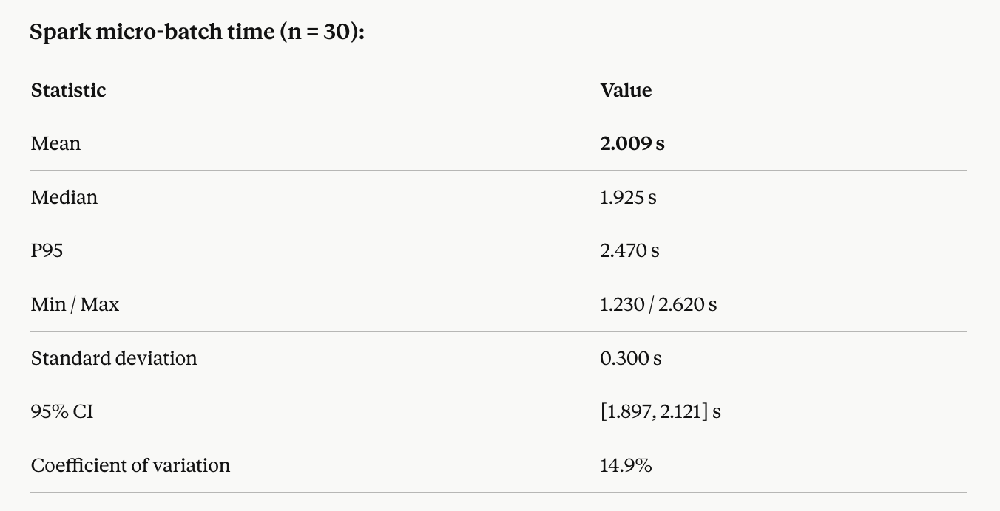 Spark micro-batch time (n = 30):
Statistic Value
Mean 2.009 s
Median 1.925 s
P95 2.470 s
Min / Max 1.230 / 2.620 s
Standard deviation 0.300 s
95% CI [1.897, 2.121] s
Coefficient of variation 14.9%